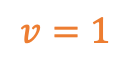 𝒗 = 1